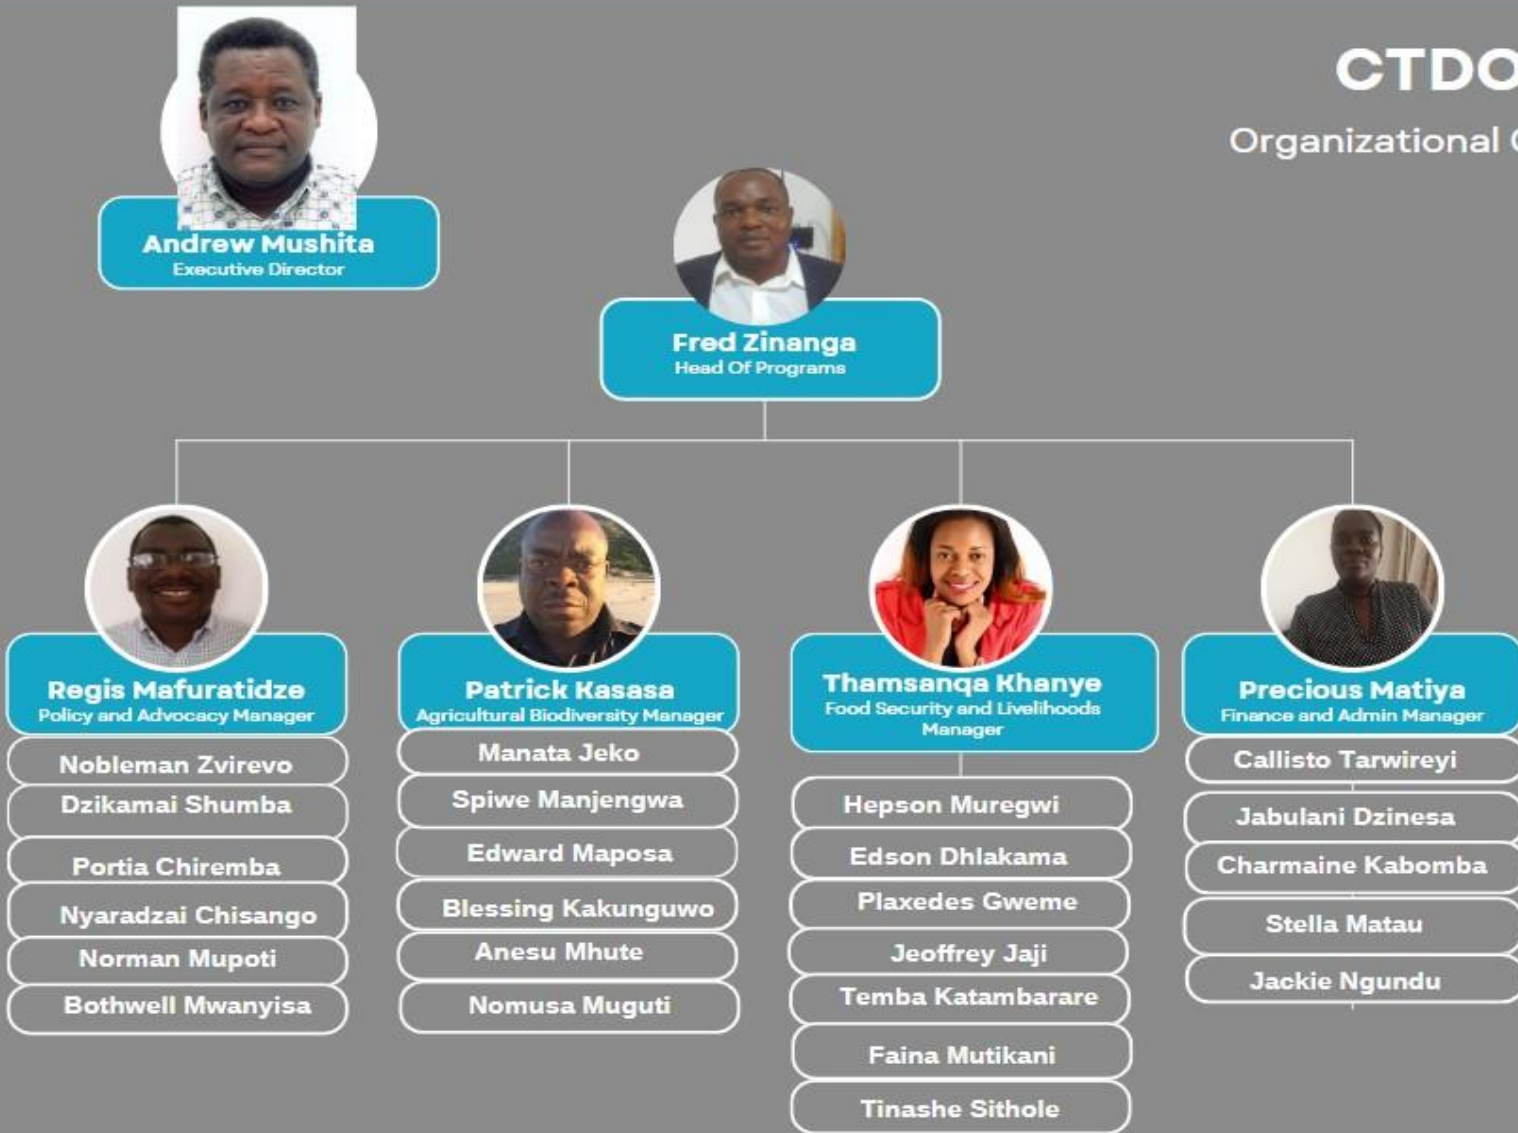 CTDO
Organizational
Andrew Mushita
Executive Director
Fred Zinanga
Head Of Programs
Regis Mafuratidze
Policy and Advocacy Manager
Nobleman Zvirevo
Dzikamai Shumba
Portia Chiremba
Nyaradzai Chisango
Norman Mupoti
Bothwell Mwanyisa
Patrick Kasasa
Agricultural Biodiversity Manager
Manata Jeko
Spiwe Manjengwa
Edward Maposa
Blessing Kakunguwo
Anesu Mhute
Nomusa Muguti
Thamsanqa Khanye
Food Security and Livelihoods
Manager
Hepson Muregwi
Edson Dhlakama
Plaxedes Gweme
Jeoffrey Jaji
Temba Katambarare
Faina Mutikani
Tinashe Sithole
Precious Matiya
Finance and Admin Manager
Callisto Tarwireyi
Jabulani Dzinesa
Charmaine Kabomba
Stella Matau
Jackie Ngundu